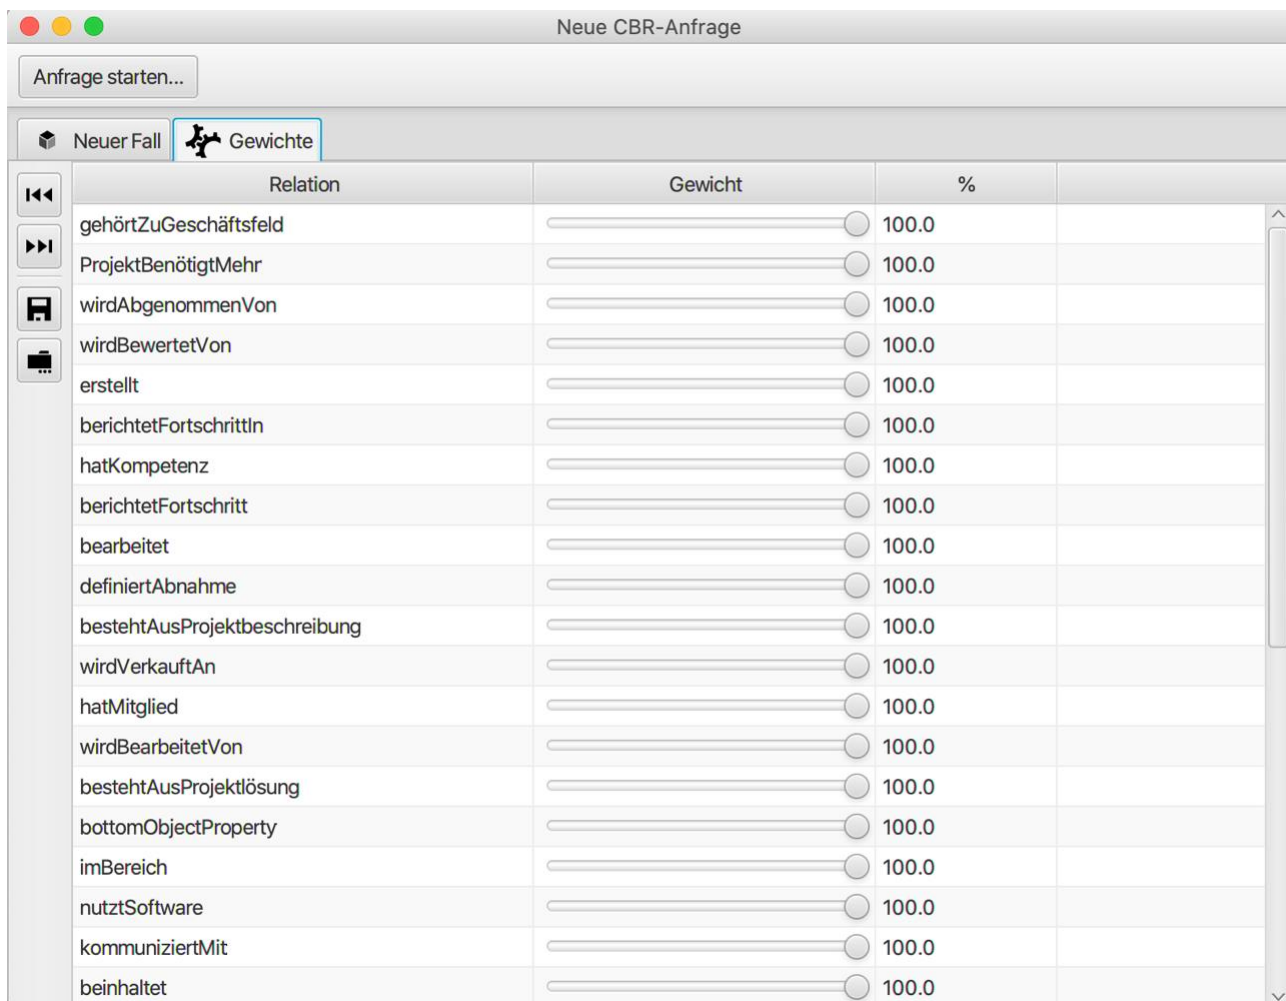 Neue CBR-Anfrage
Anfrage starten...
Neuer Fall Gewichte
Relation Gewicht %
gehörtZuGeschäftsfeld 100.0
ProjektBenötigtMehr 100.0
wirdAbgenommenVon 100.0
wirdBewertetVon 100.0
erstellt 100.0
berichtetFortschrittIn 100.0
hatKompetenz 100.0
berichtetFortschritt 100.0
bearbeitet 100.0
definiertAbnahme 100.0
bestehtAusProjektbeschreibung 100.0
wirdVerkauftAn 100.0
hatMitglied 100.0
wirdBearbeitetVon 100.0
bestehtAusProjektlösung 100.0
bottomObjectProperty 100.0
imBereich 100.0
nutztSoftware 100.0
kommuniziertMit 100.0
beinhaltet 100.0